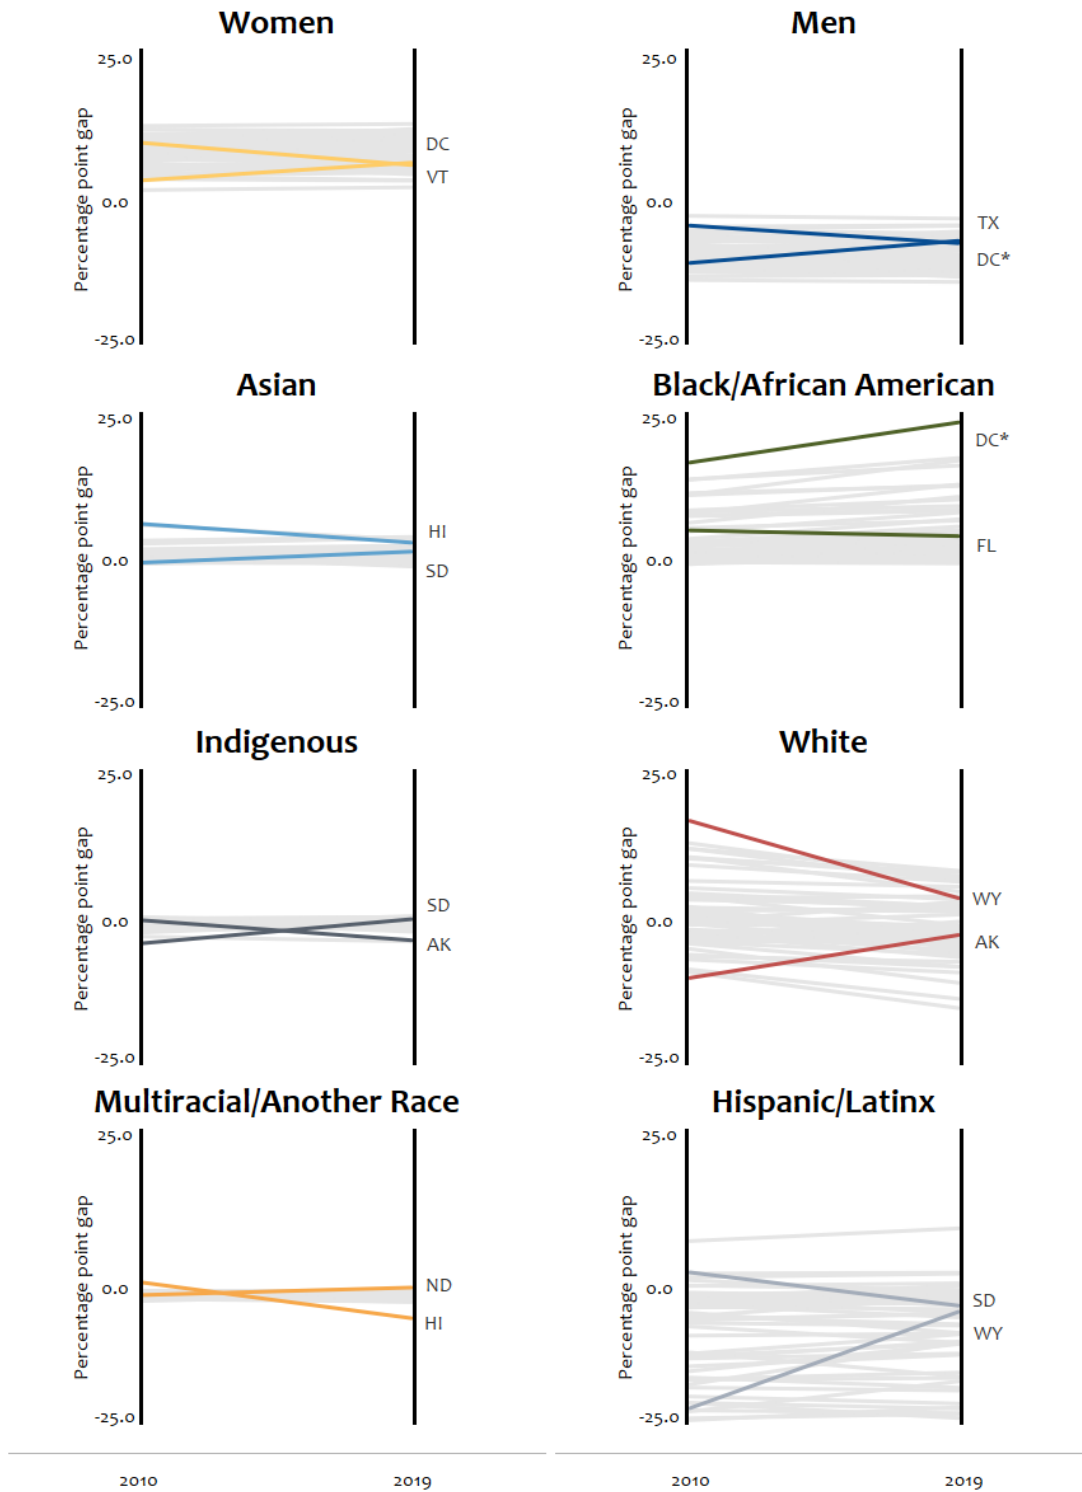 Women
25.0
Percentage point gap
0.0
-25.0
DC
VT
Men
25.0
Percentage point gap
0.0
-25.0
TX
DC*
Asian
25.0
Percentage point gap
0.0
-25.0
HI
SD
Black/African American
25.0
Percentage point gap
0.0
-25.0
DC*
FL
Indigenous
25.0
Percentage point gap
0.0
-25.0
SD
AK
White
25.0
Percentage point gap
0.0
-25.0
WY
AK
Multiracial/Another Race
25.0
Percentage point gap
0.0
-25.0
ND
HI
Hispanic/Latinx
25.0
Percentage point gap
0.0
-25.0
SD
WY
2010 2019
2010 2019